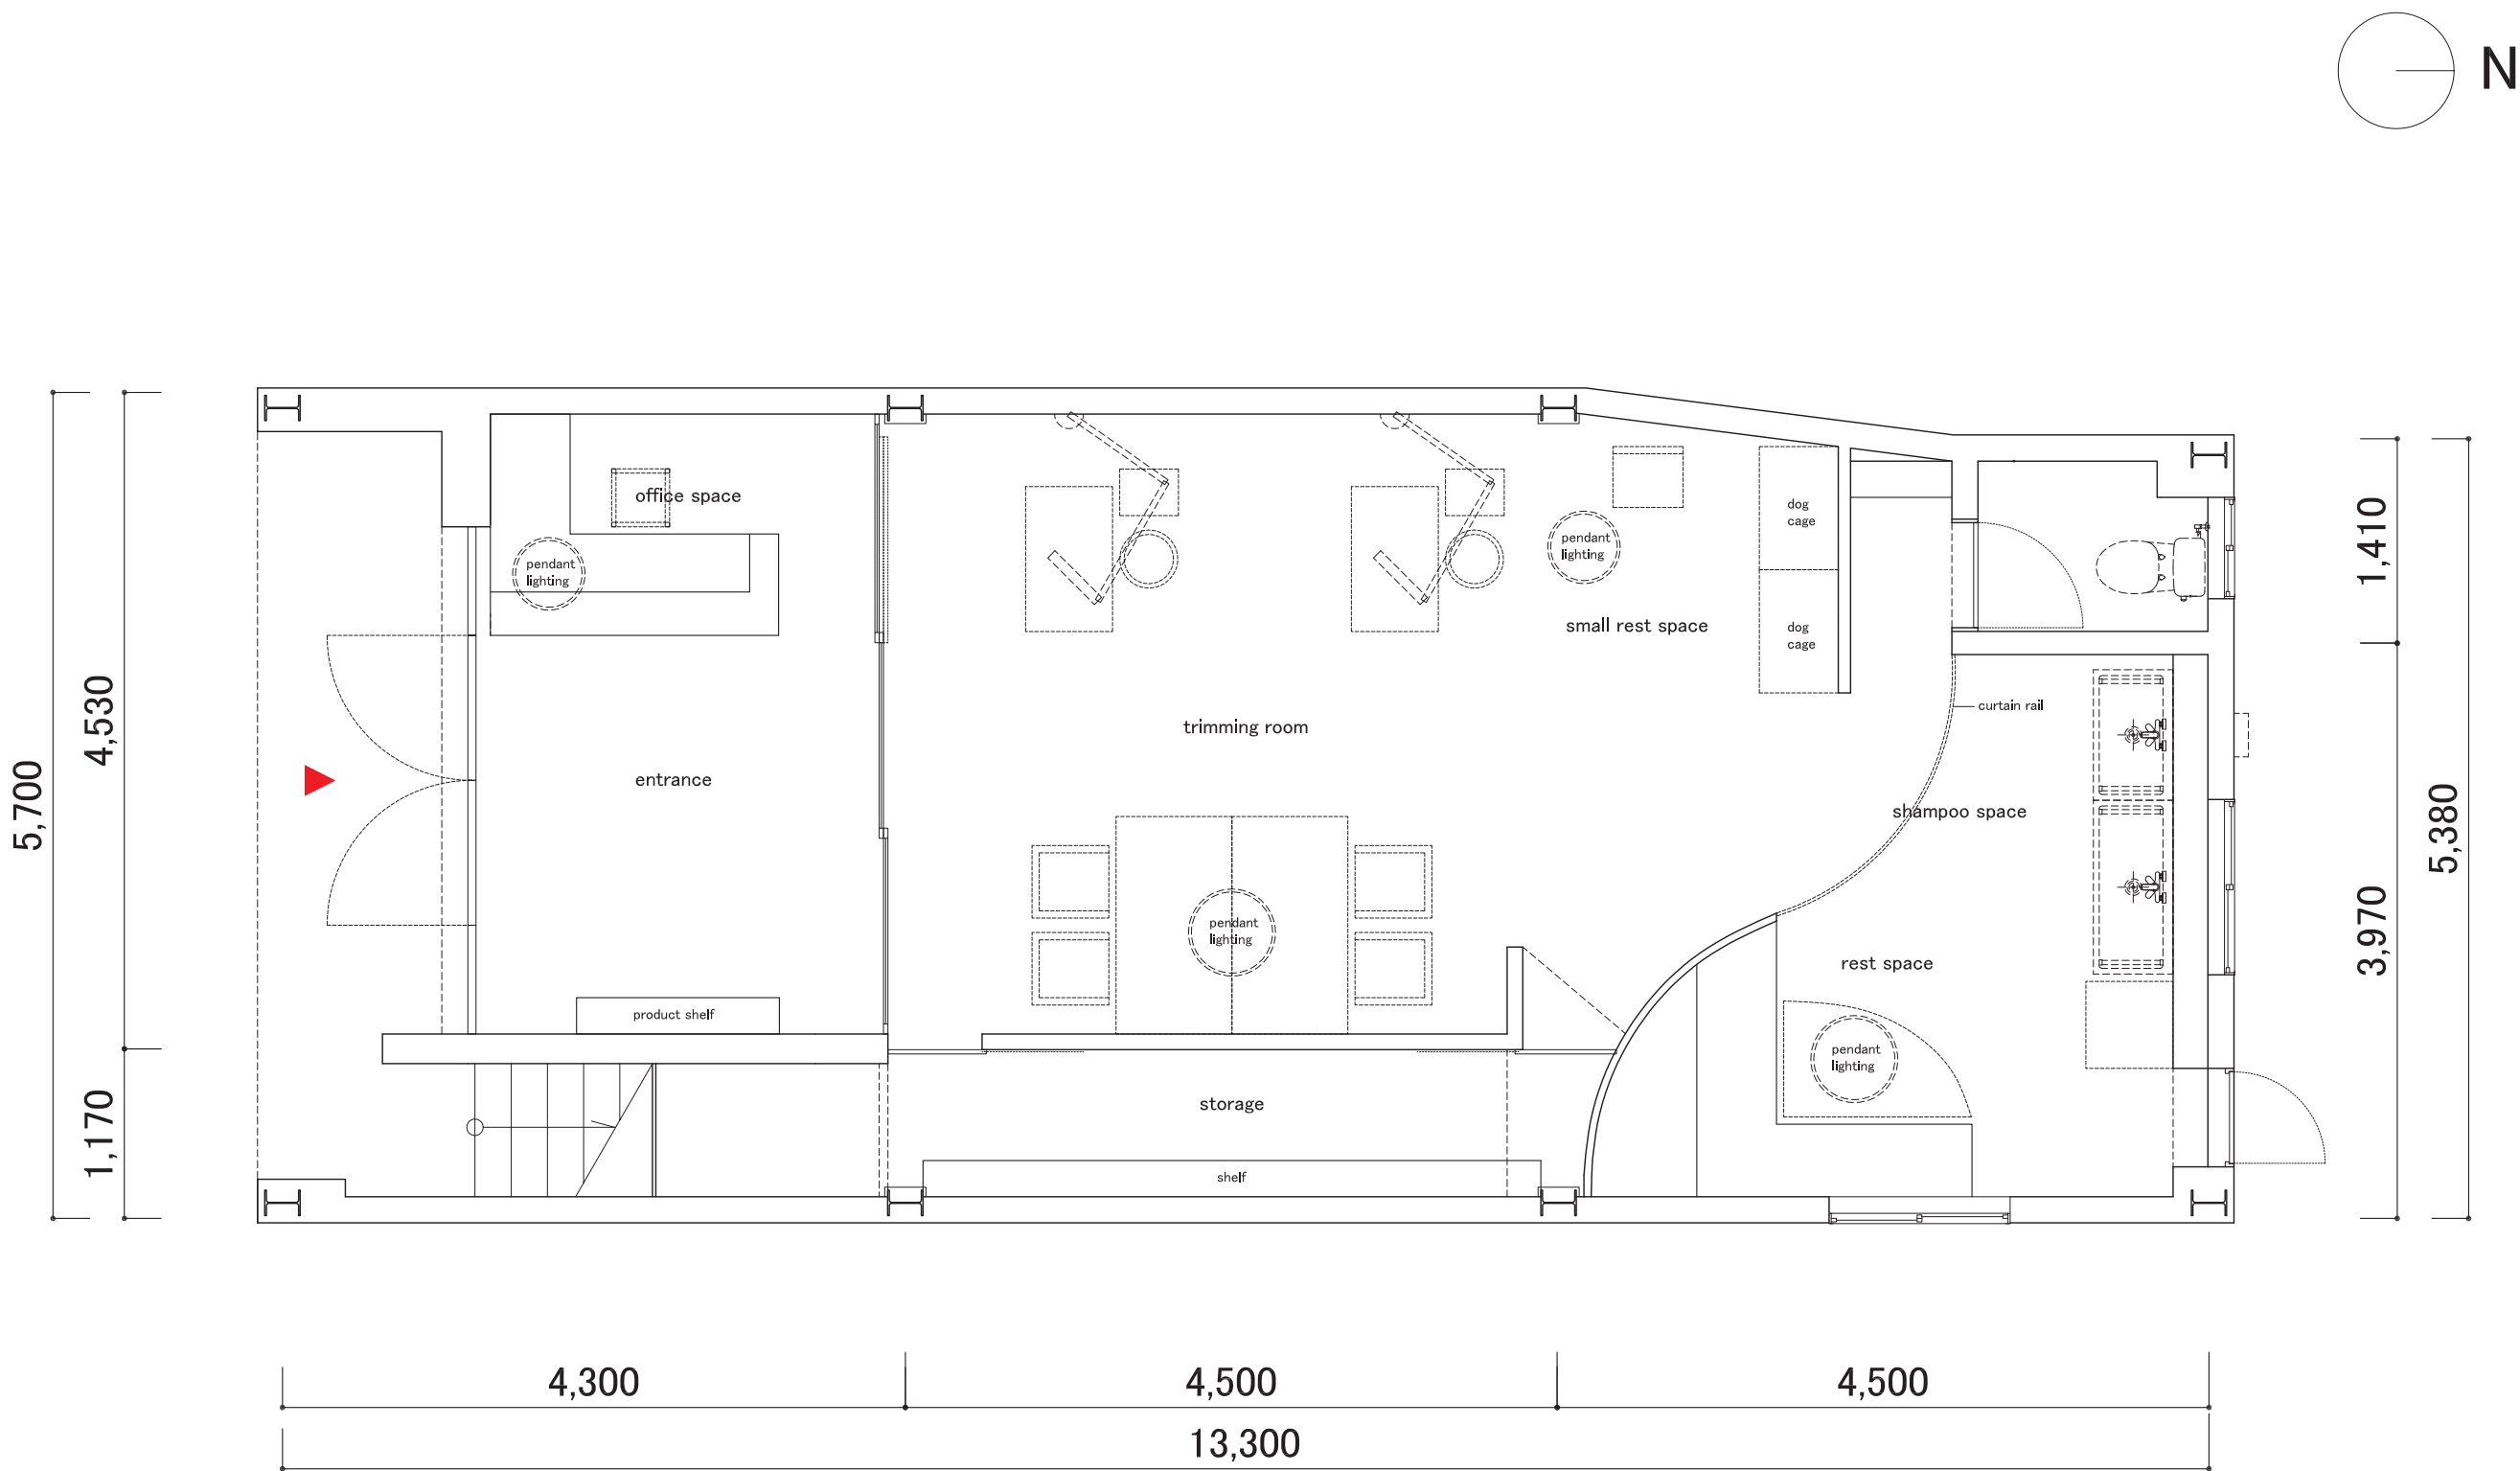 N
office space
pendant
lighting
pendant
lighting
dog
cage
small rest space
dog
cage
curtain rail
trimming room
entrance
shampoo space
pendant
lighting
rest space
product shelf
pendant
lighting
storage
shelf
5,700
4,530
1,170
1,410
3,970
5,380
4,300
4,500
4,500
13,300